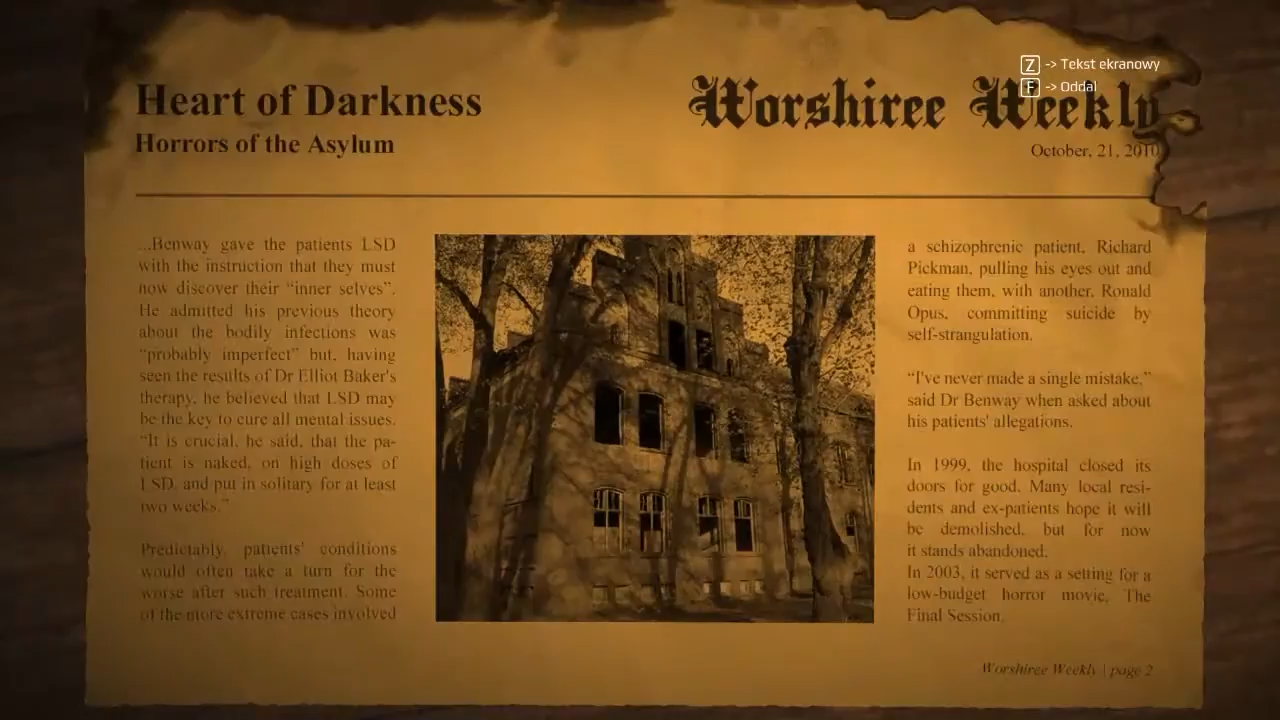 Heart of Darkness
Horrors of the Asylum
Worshiree Weekly
October, 21, 2010
Z -> Tekst ekranowy
F -> Oddal
...Benway gave the patients LSD
with the instruction that they must
now discover their “inner selves”.
He admitted his previous theory
about the bodily infections was
“probably imperfect” but, having
seen the results of Dr Elliot Baker's
therapy, he believed that LSD may
be the key to cure all mental issues.
“It is crucial, he said, that the pa-
tient is naked, on high doses of
LSD, and put in solitary for at least
two weeks.”
Predictably, patients' conditions
would often take a turn for the
worse after such treatment. Some
of the more extreme cases involved
a schizophrenic patient, Richard
Pickman, pulling his eyes out and
eating them, with another, Ronald
Opus, committing suicide by
self-strangulation.
“I've never made a single mistake,”
said Dr Benway when asked about
his patients' allegations.
In 1999, the hospital closed its
doors for good. Many local resi-
dents and ex-patients hope it will
be demolished, but for now
it stands abandoned.
In 2003, it served as a setting for a
low-budget horror movie, The
Final Session.
Worshiree Weekly | page 2